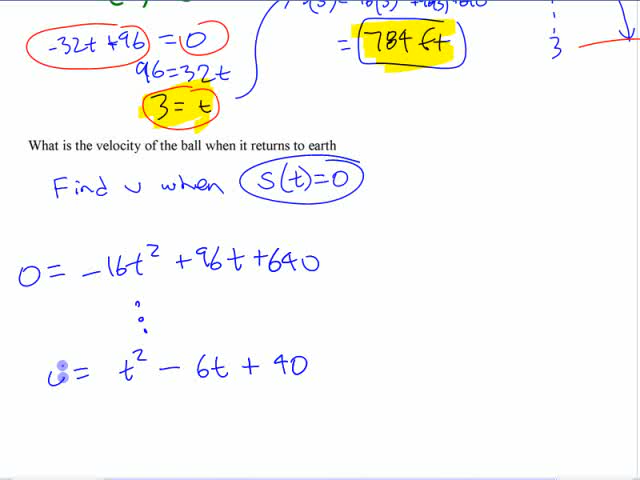 -32t + 96 = 0
96 = 32t
3 = t
= 784 ft
3
What is the velocity of the ball when it returns to earth
Find v when s(t) = 0
0 = -16t² + 96t + 640
⋮
= t² - 6t + 40